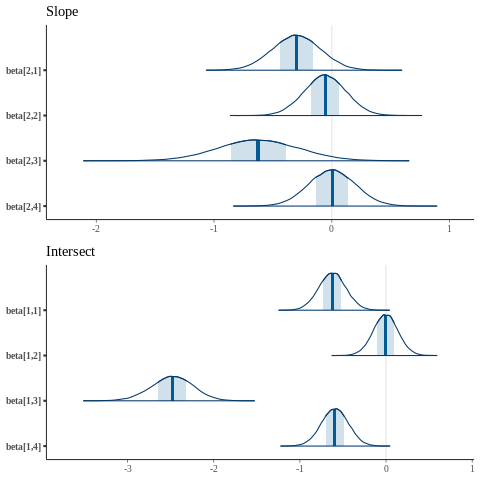 Slope
beta[2,1]
beta[2,2]
beta[2,3]
beta[2,4]
-2 -1 0 1
Intersect
beta[1,1]
beta[1,2]
beta[1,3]
beta[1,4]
-3 -2 -1 0 1